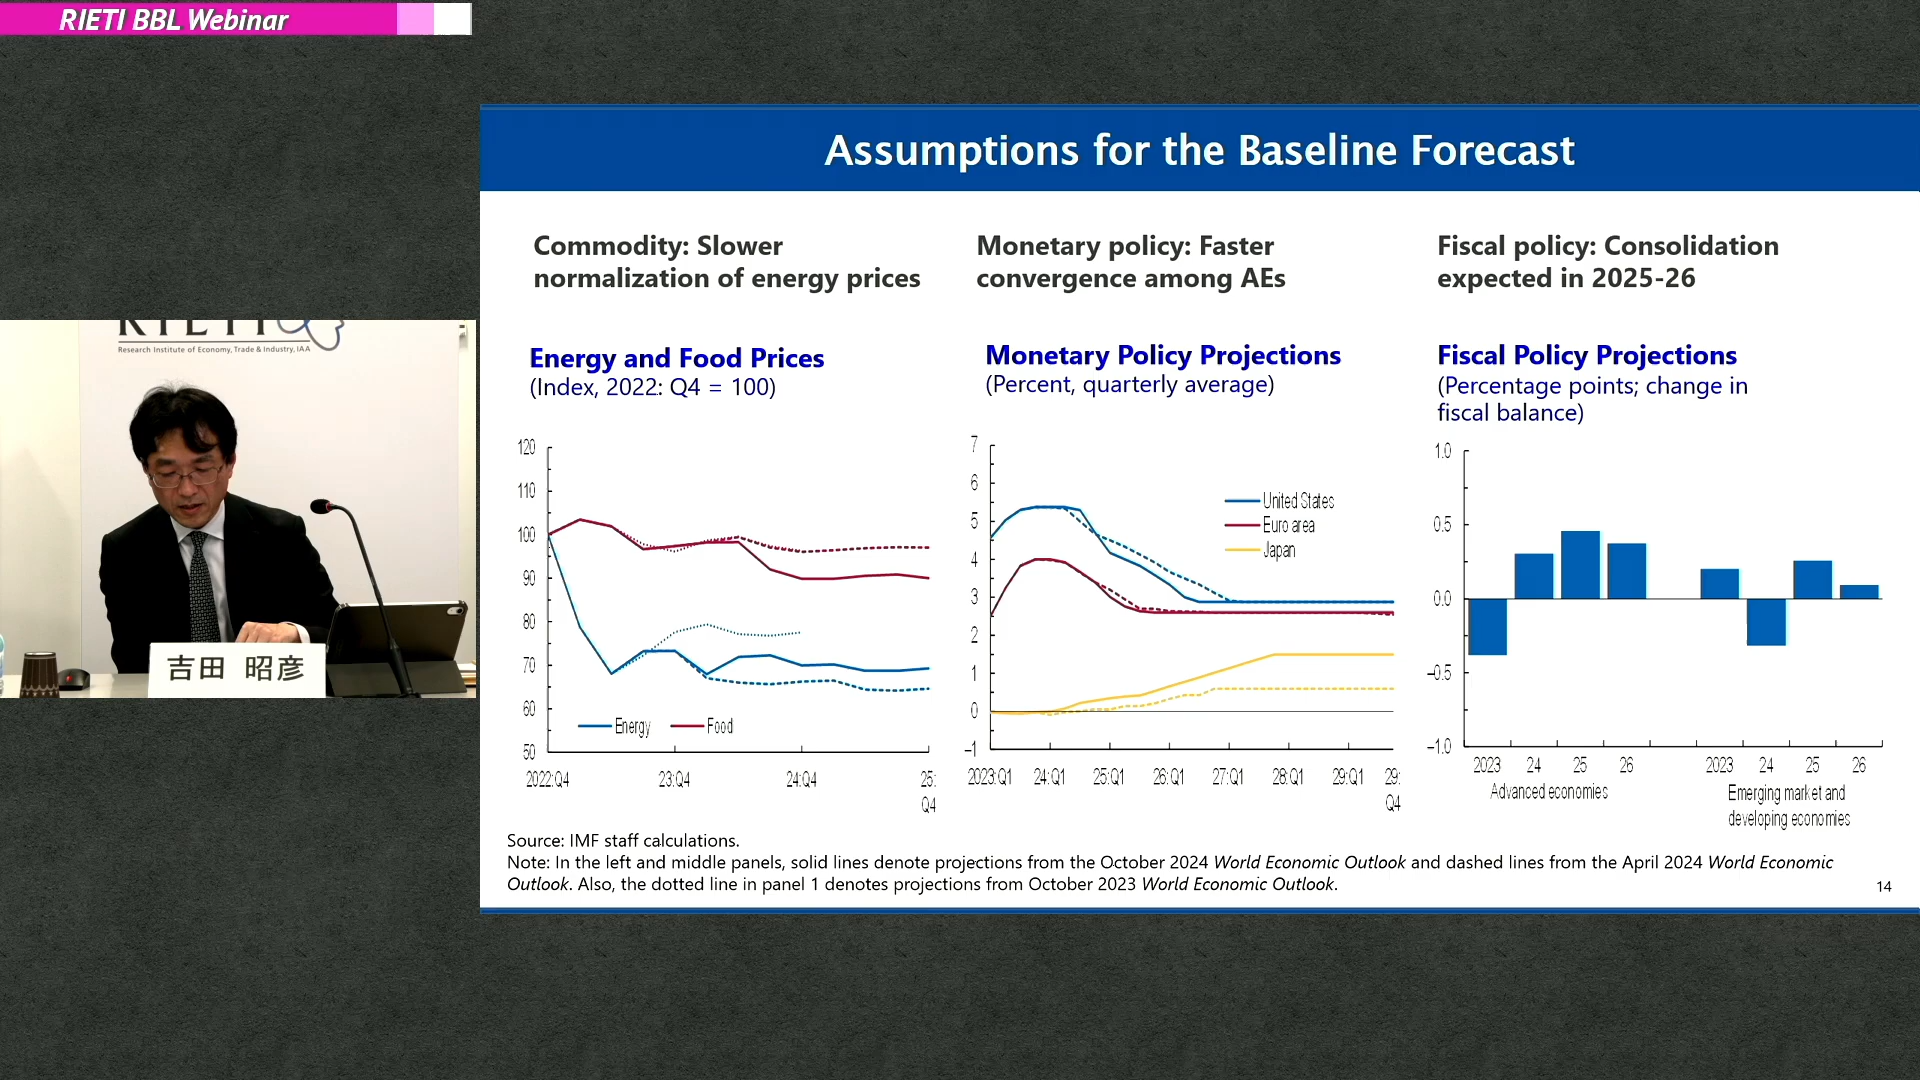 RIETI BBL Webinar
RIETI
Research Institute of Economy, Trade & Industry, IAA
吉田 昭彦
Assumptions for the Baseline Forecast
Commodity: Slower
normalization of energy prices
Energy and Food Prices
(Index, 2022: Q4 = 100)
120
110
100
90
80
70
60
50
Energy
Food
2022:Q4
23:Q4
24:Q4
25:
Q4
Monetary policy: Faster
convergence among AEs
Monetary Policy Projections
(Percent, quarterly average)
7
6
5
4
3
2
1
0
–1
United States
Euro area
Japan
2023:Q1
24:Q1
25:Q1
26:Q1
27:Q1
28:Q1
29:Q1
29:
Q4
Fiscal policy: Consolidation
expected in 2025-26
Fiscal Policy Projections
(Percentage points; change in
fiscal balance)
1.0
0.5
0.0
–0.5
–1.0
2023 24 25 26 2023 24 25 26
Advanced economies
Emerging market and
developing economies
Source: IMF staff calculations.
Note: In the left and middle panels, solid lines denote projections from the October 2024 World Economic Outlook and dashed lines from the April 2024 World Economic
Outlook. Also, the dotted line in panel 1 denotes projections from October 2023 World Economic Outlook.
14